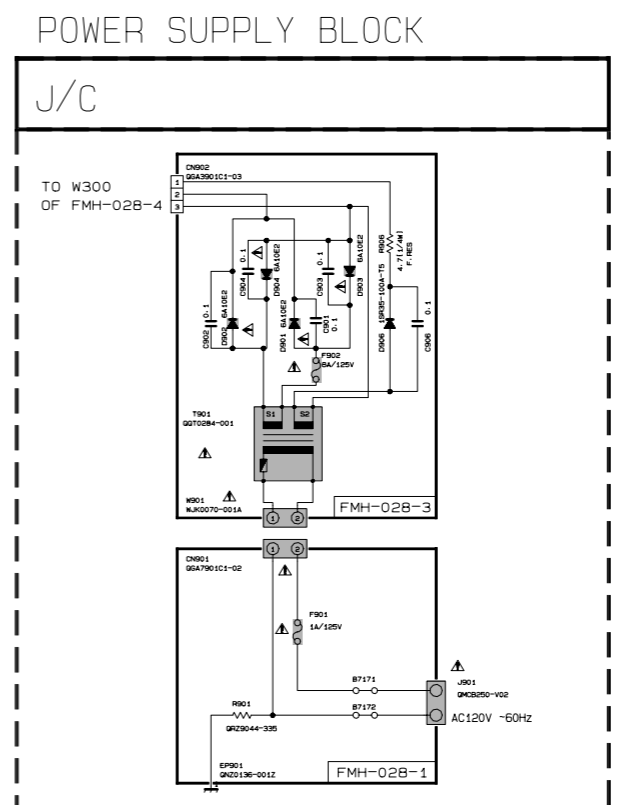 POWER SUPPLY BLOCK
J/C
CN902
QGA3901C1-03
TO W300
OF FMH-028-4
1
2
3
C902 0.1
D902 6A10E2
C904 0.1
D904 6A10E2
D901 6A10E2
C901
0.1
C903 0.1
D903 6A10E2
R906
4.7(1/4W)
F.RES
D906 1SR35-100A-T5
C906 0.1
F902
8A/125V
T901
QQT0284-001
S1 S2
W901
WJK0070-001A
FMH-028-3
1 2
1 2
CN901
QGA7901C1-02
F901
1A/125V
B7171
J901
QMCB250-V02
R901
QRZ9044-335
B7172
AC120V ~60Hz
EP901
QNZ0136-001Z
FMH-028-1